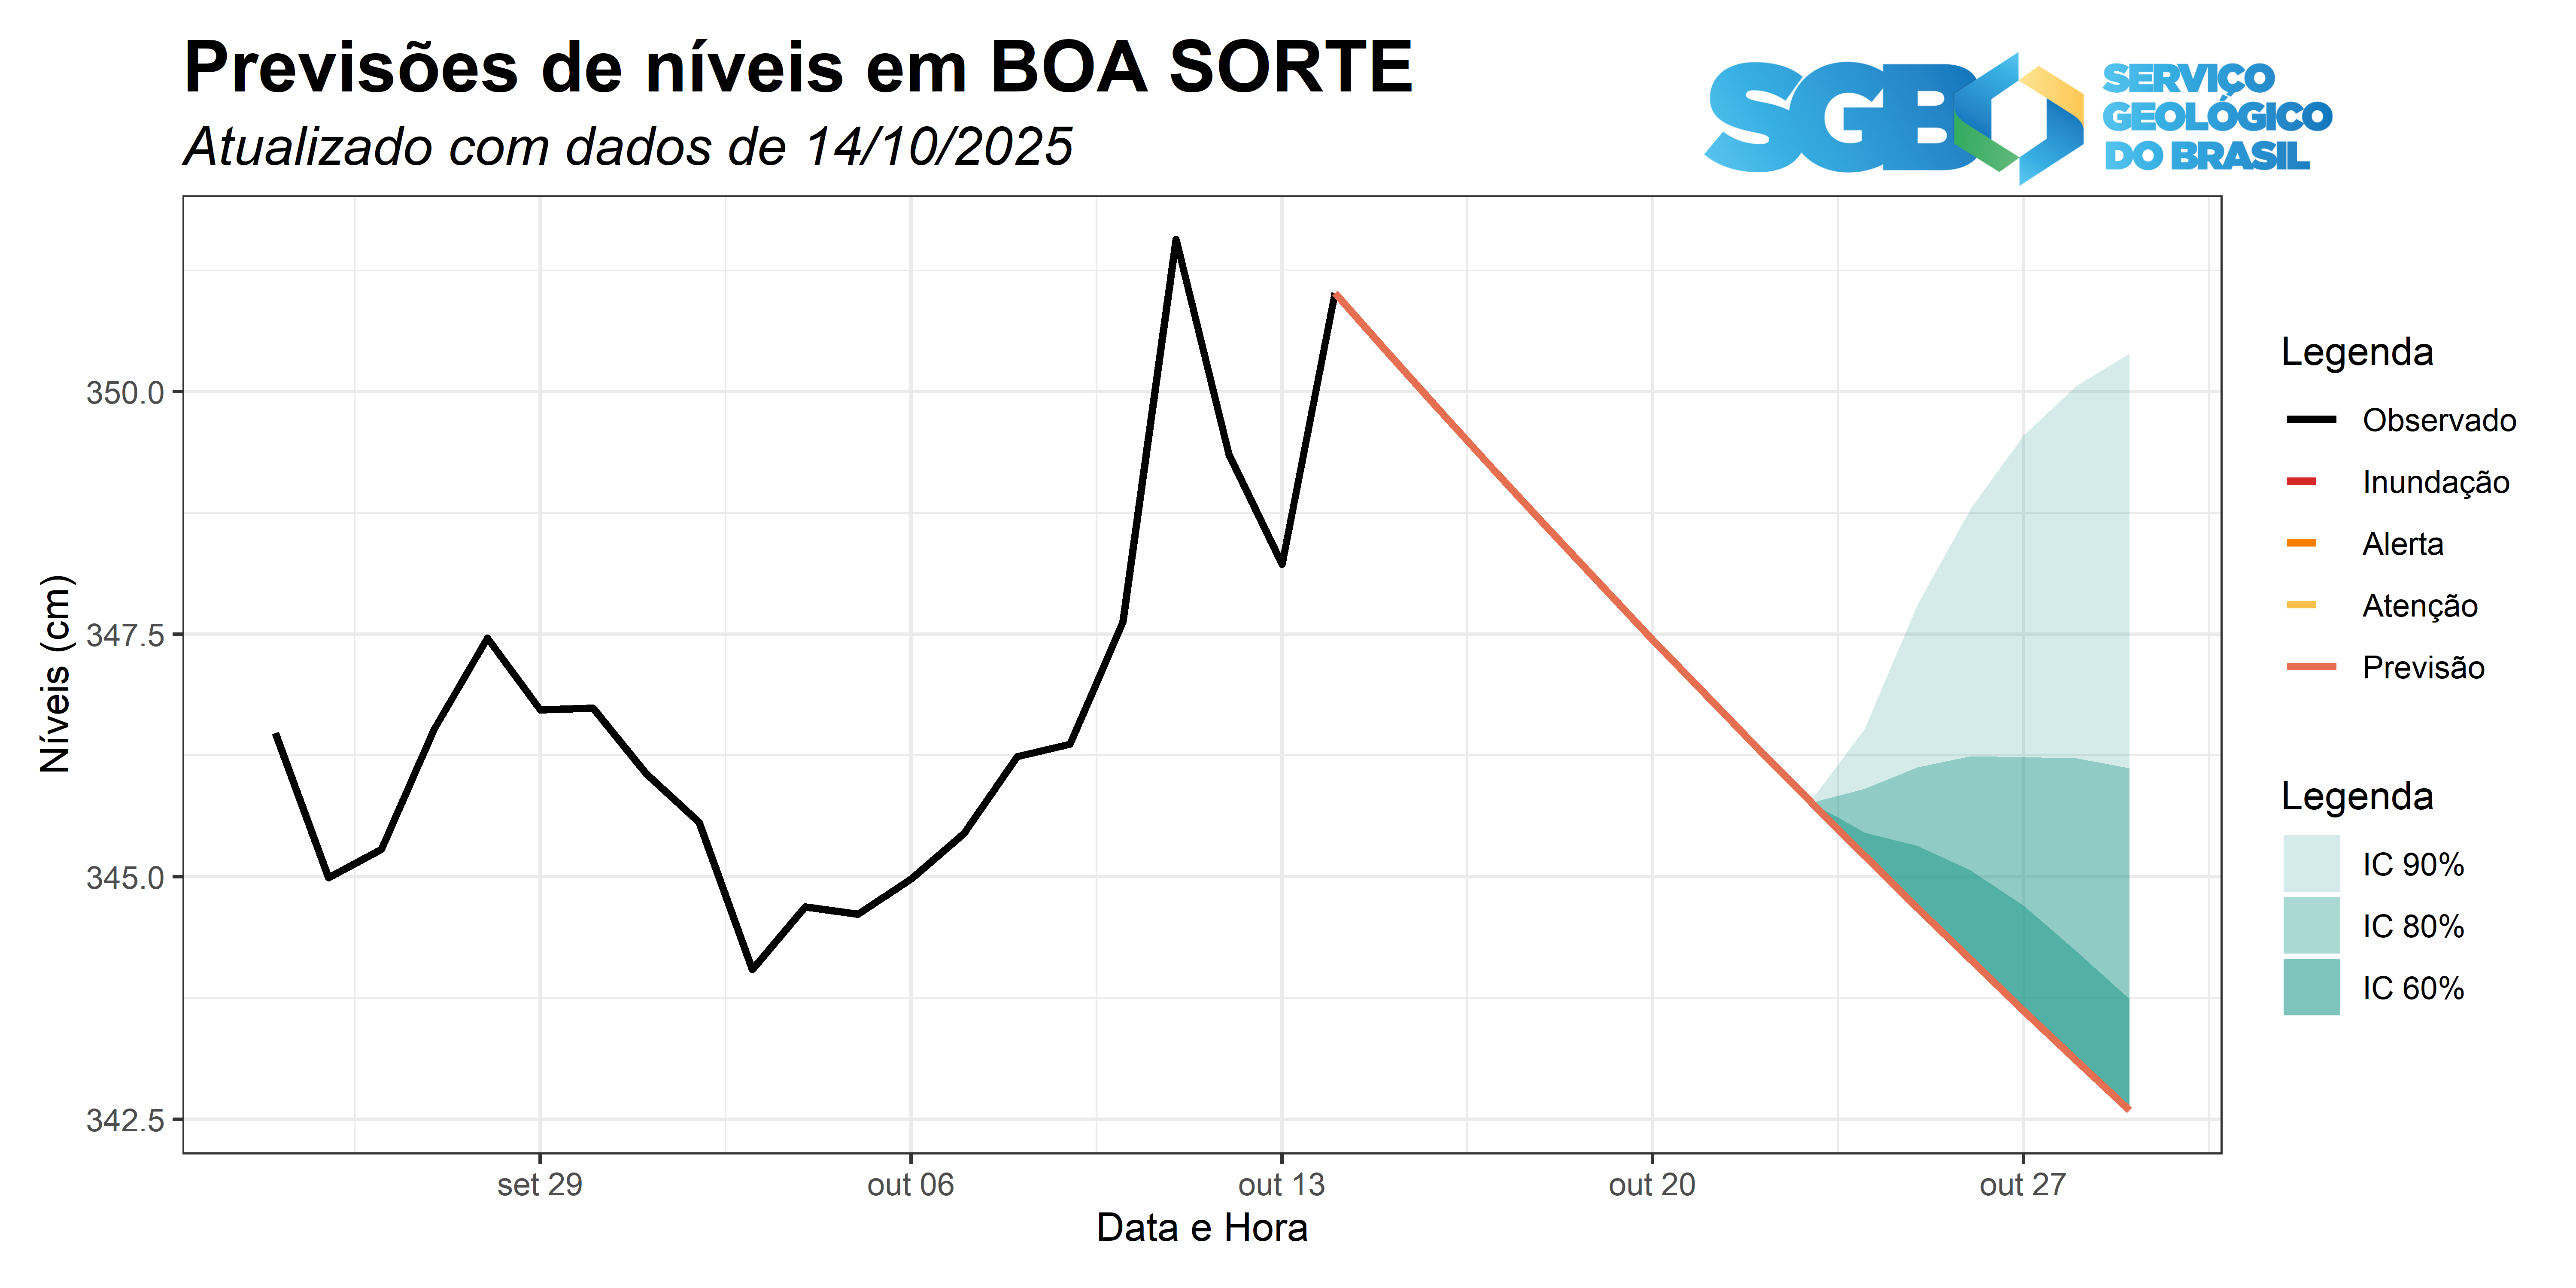 Previsões de níveis em BOA SORTE
Atualizado com dados de 14/10/2025
SGB
SERVIÇO
GEOLÓGICO
DO BRASIL
Níveis (cm)
350.0
347.5
345.0
342.5
set 29
out 06
out 13
out 20
out 27
Data e Hora
Legenda
Observado
Inundação
Alerta
Atenção
Previsão
Legenda
IC 90%
IC 80%
IC 60%